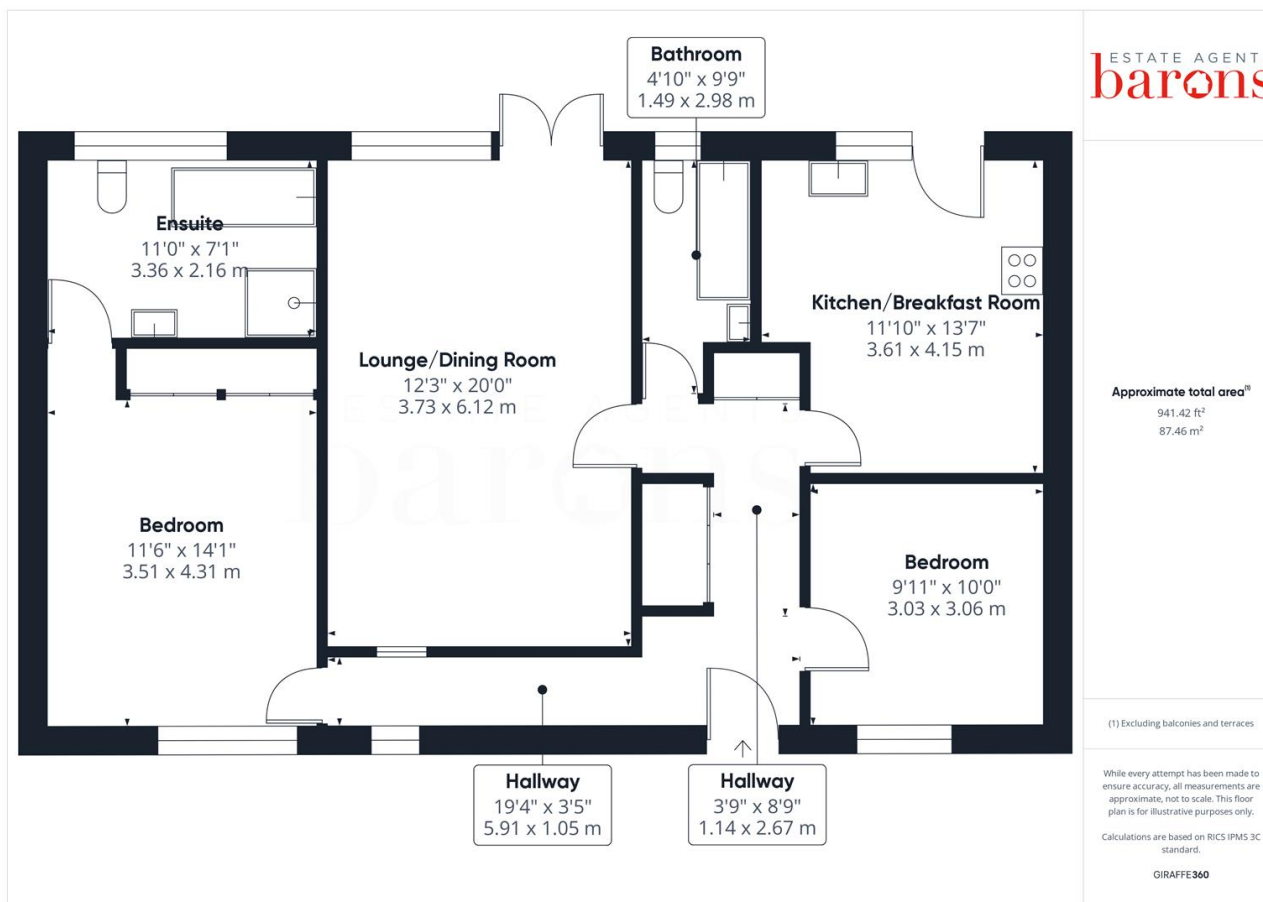 Bathroom
4'10" x 9'9"
1.49 x 2.98 m
ESTATE AGENT
barons
Ensuite
11'0" x 7'1"
3.36 x 2.16 m
Kitchen/Breakfast Room
11'10" x 13'7"
3.61 x 4.15 m
Lounge/Dining Room
12'3" x 20'0"
3.73 x 6.12 m
ESTATE AGENT
barons
Approximate total area(1)
941.42 ft²
87.46 m²
Bedroom
11'6" x 14'1"
3.51 x 4.31 m
Bedroom
9'11" x 10'0"
3.03 x 3.06 m
Hallway
19'4" x 3'5"
5.91 x 1.05 m
Hallway
3'9" x 8'9"
1.14 x 2.67 m
(1) Excluding balconies and terraces
While every attempt has been made to
ensure accuracy, all measurements are
approximate, not to scale. This floor
plan is for illustrative purposes only.
Calculations are based on RICS IPMS 3C
standard.
GIRAFFE360